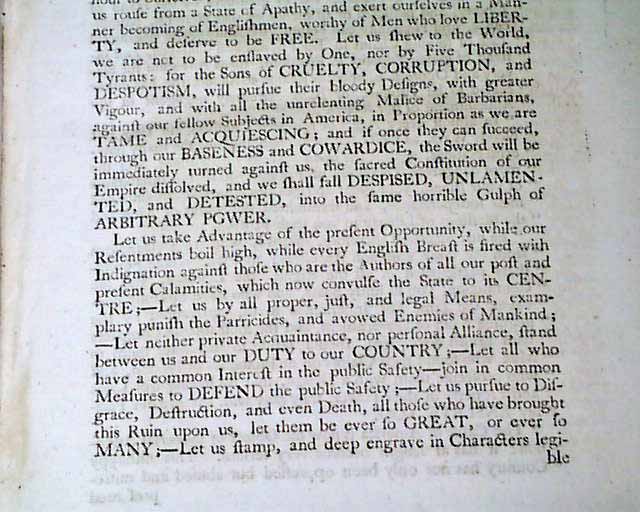 us rouſe from a State of Apathy, and exert ourſelves in a Man-
ner becoming of Engliſhmen, worthy of Men who love LIBER-
TY, and deſerve to be FREE. Let us ſhew to the World,
we are not to be enſlaved by One, nor by Five Thouſand
Tyrants: for the Sons of CRUELTY, CORRUPTION, and
DESPOTISM, will purſue their bloody Deſigns, with greater
Vigour, and with all the unrelenting Malice of Barbarians,
againſt our fellow Subjects in America, in Proportion as we are
TAME and ACQUIESCING; and if once they can ſucceed,
through our BASENESS and COWARDICE, the Sword will be
immediately turned againſt us, the ſacred Conſtitution of our
Empire diſſolved, and we ſhall fall DESPISED, UNLAMEN-
TED, and DETESTED, into the ſame horrible Gulph of
ARBITRARY POWER.
Let us take Advantage of the preſent Opportunity, while our
Reſentments boil high, while every Engliſh Breaſt is fired with
Indignation againſt thoſe who are the Authors of all our poſt and
preſent Calamities, which now convulſe the State to its CEN-
TRE;—Let us by all proper, juſt, and legal Means, exam-
plary puniſh the Parricides, and avowed Enemies of Mankind;
—Let neither private Acquaintance, nor perſonal Alliance, ſtand
between us and our DUTY to our COUNTRY;—Let all who
have a common Intereſt in the public Safety—join in common
Meaſures to DEFEND the public Safety;—Let us purſue to Diſ-
grace, Deſtruction, and even Death, all thoſe who have brought
this Ruin upon us, let them be ever ſo GREAT, or ever ſo
MANY;—Let us ſtamp, and deep engrave in Characters legi-
ble